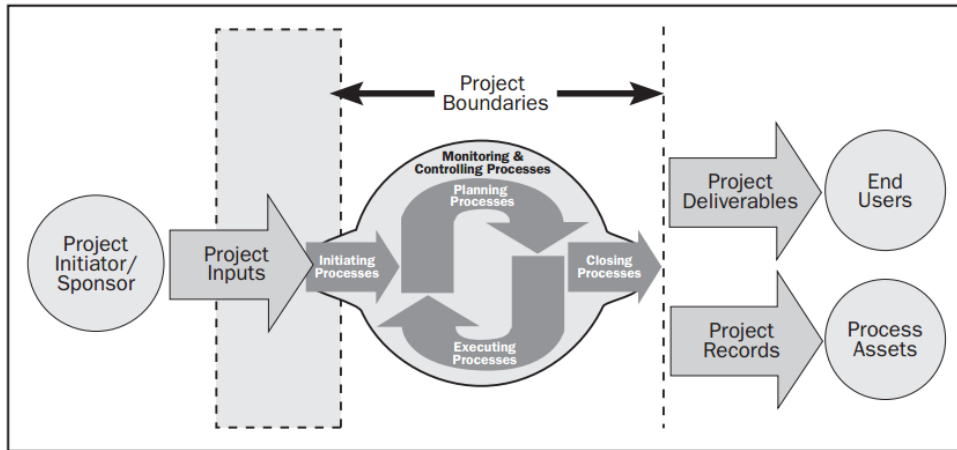 Project
Boundaries
Monitoring &
Controlling Processes
Planning
Processes
Project
Initiator/
Sponsor
Project
Inputs
Initiating
Processes
Closing
Processes
Executing
Processes
Project
Deliverables
End
Users
Project
Records
Process
Assets